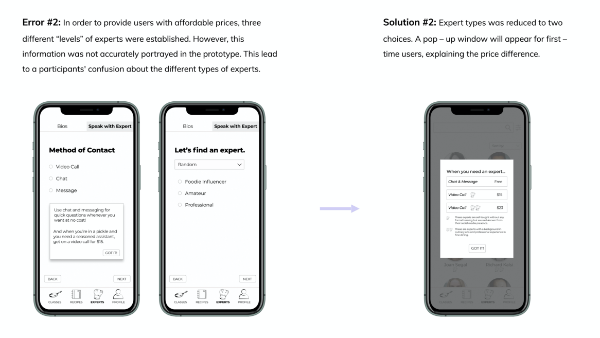 Error #2: In order to provide users with affordable prices, three
different “levels” of experts were established. However, this
information was not accurately portrayed in the prototype. This lead
to a participants' confusion about the different types of experts.
Solution #2: Expert types was reduced to two
choices. A pop – up window will appear for first –
time users, explaining the price difference.
Bios
Speak with Expert
Method of Contact
Video Call
Chat
Message
Use chat and messaging for
quick questions whenever you
want at no cost!
And when you're in a pickle and
you need a seasoned assistant,
get on a video call for $15.
GOT IT
BACK
NEXT
CLASSES
RECIPES
EXPERTS
PROFILE
Bios
Speak with Expert
Let's find an expert.
Random
Foodie Influencer
Amateur
Professional
BACK
NEXT
CLASSES
RECIPES
EXPERTS
PROFILE
When you need an expert...
Chat & Message
Free
Video Call
Video Call
GOT IT